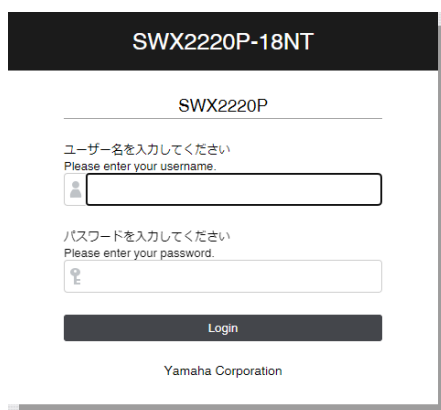 SWX2220P-18NT
SWX2220P
ユーザー名を入力してください
Please enter your username.
パスワードを入力してください
Please enter your password.
Login
Yamaha Corporation